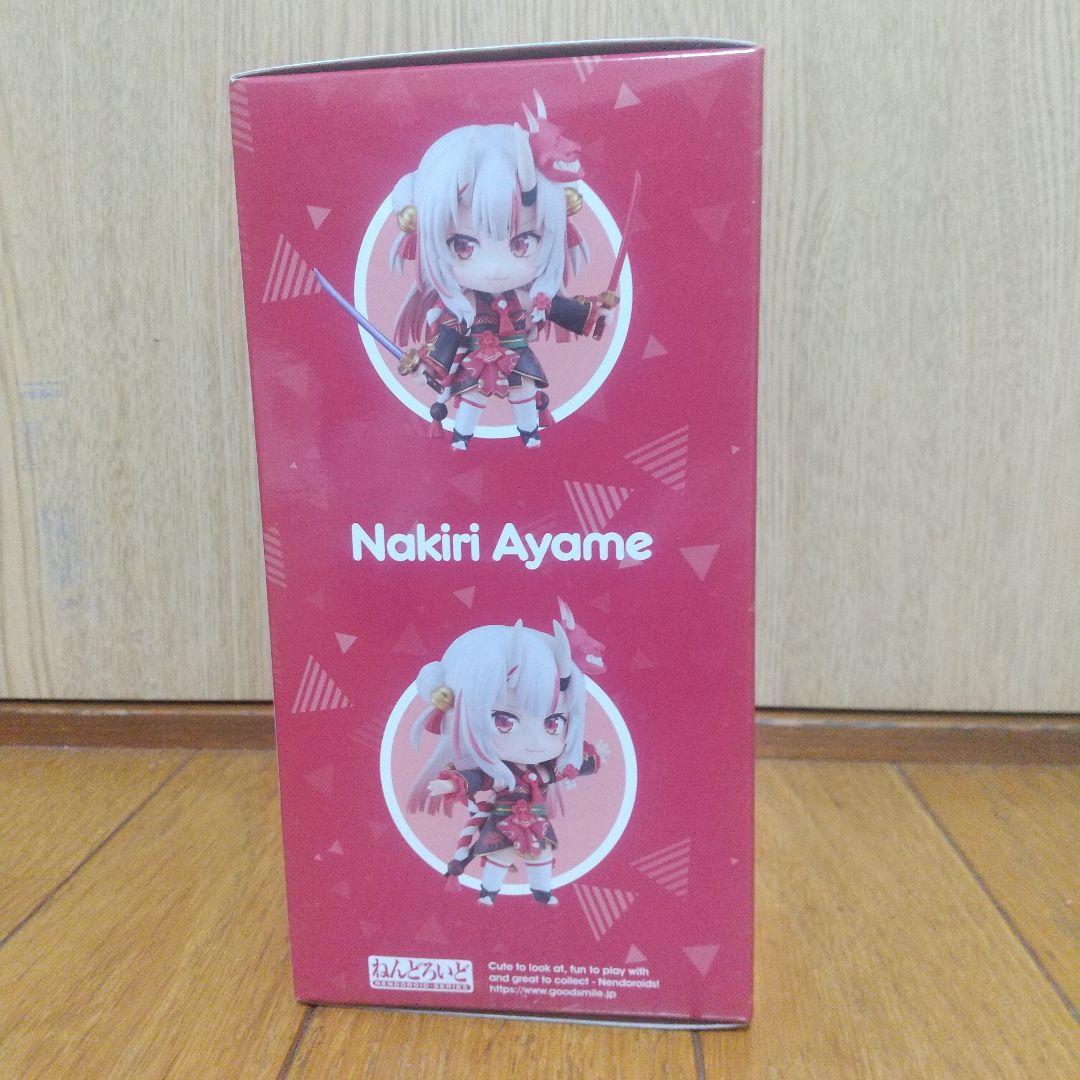 Nakiri Ayame
ねんどろいど
NENDOROID-SERIES
Cute to look at, fun to play with
and great to collect - Nendoroids!
https://www.goodsmile.jp